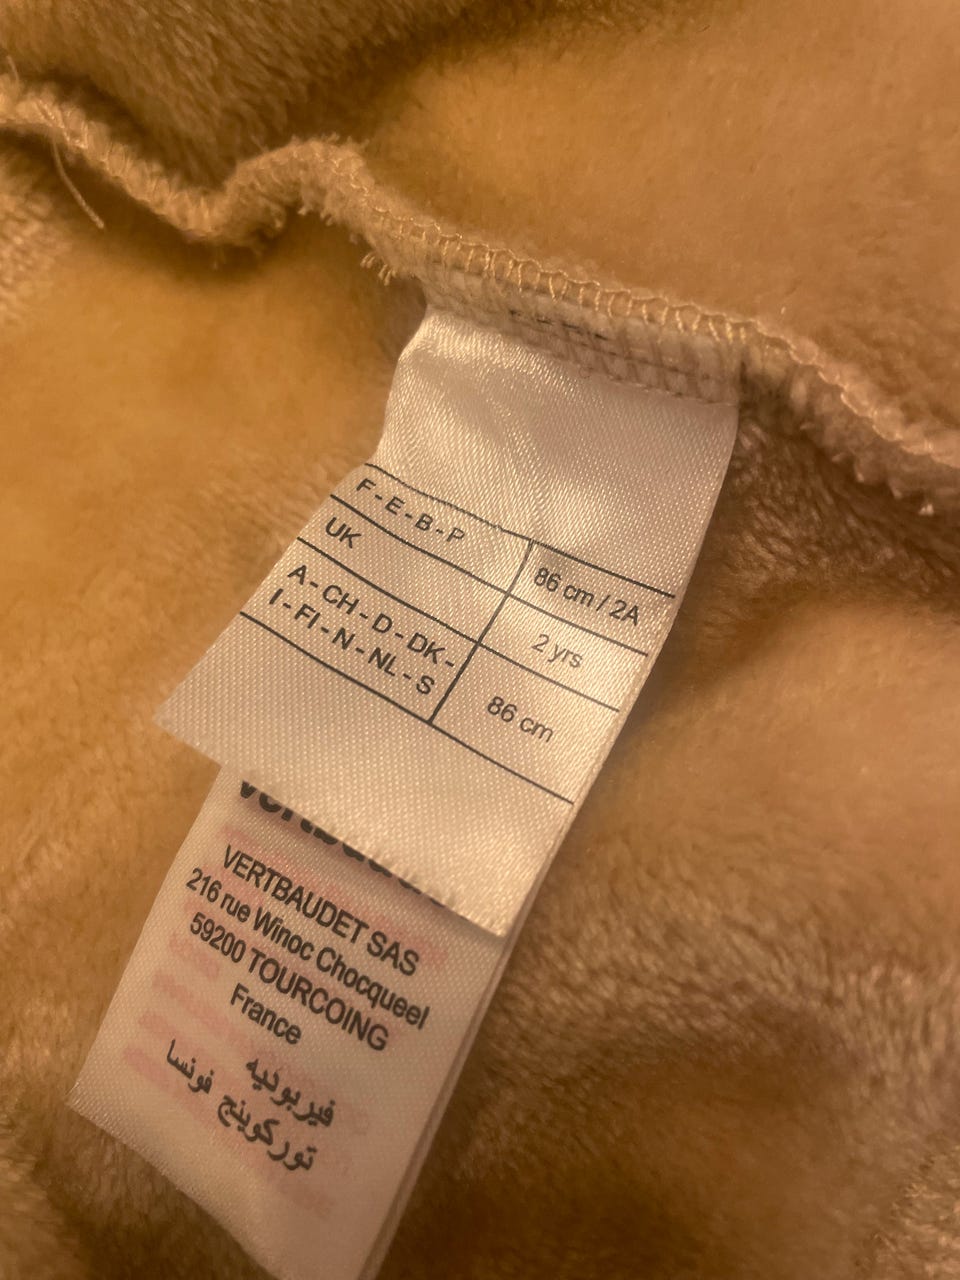 F - E - B - P
86 cm / 2A
UK
2 yrs
A - CH - D - DK -
I - FI - N - NL - S
86 cm
VERTBAUDET SAS
216 rue Winoc Chocqueel
59200 TOURCOING
France
فيربوديه
توركوينج فونسا